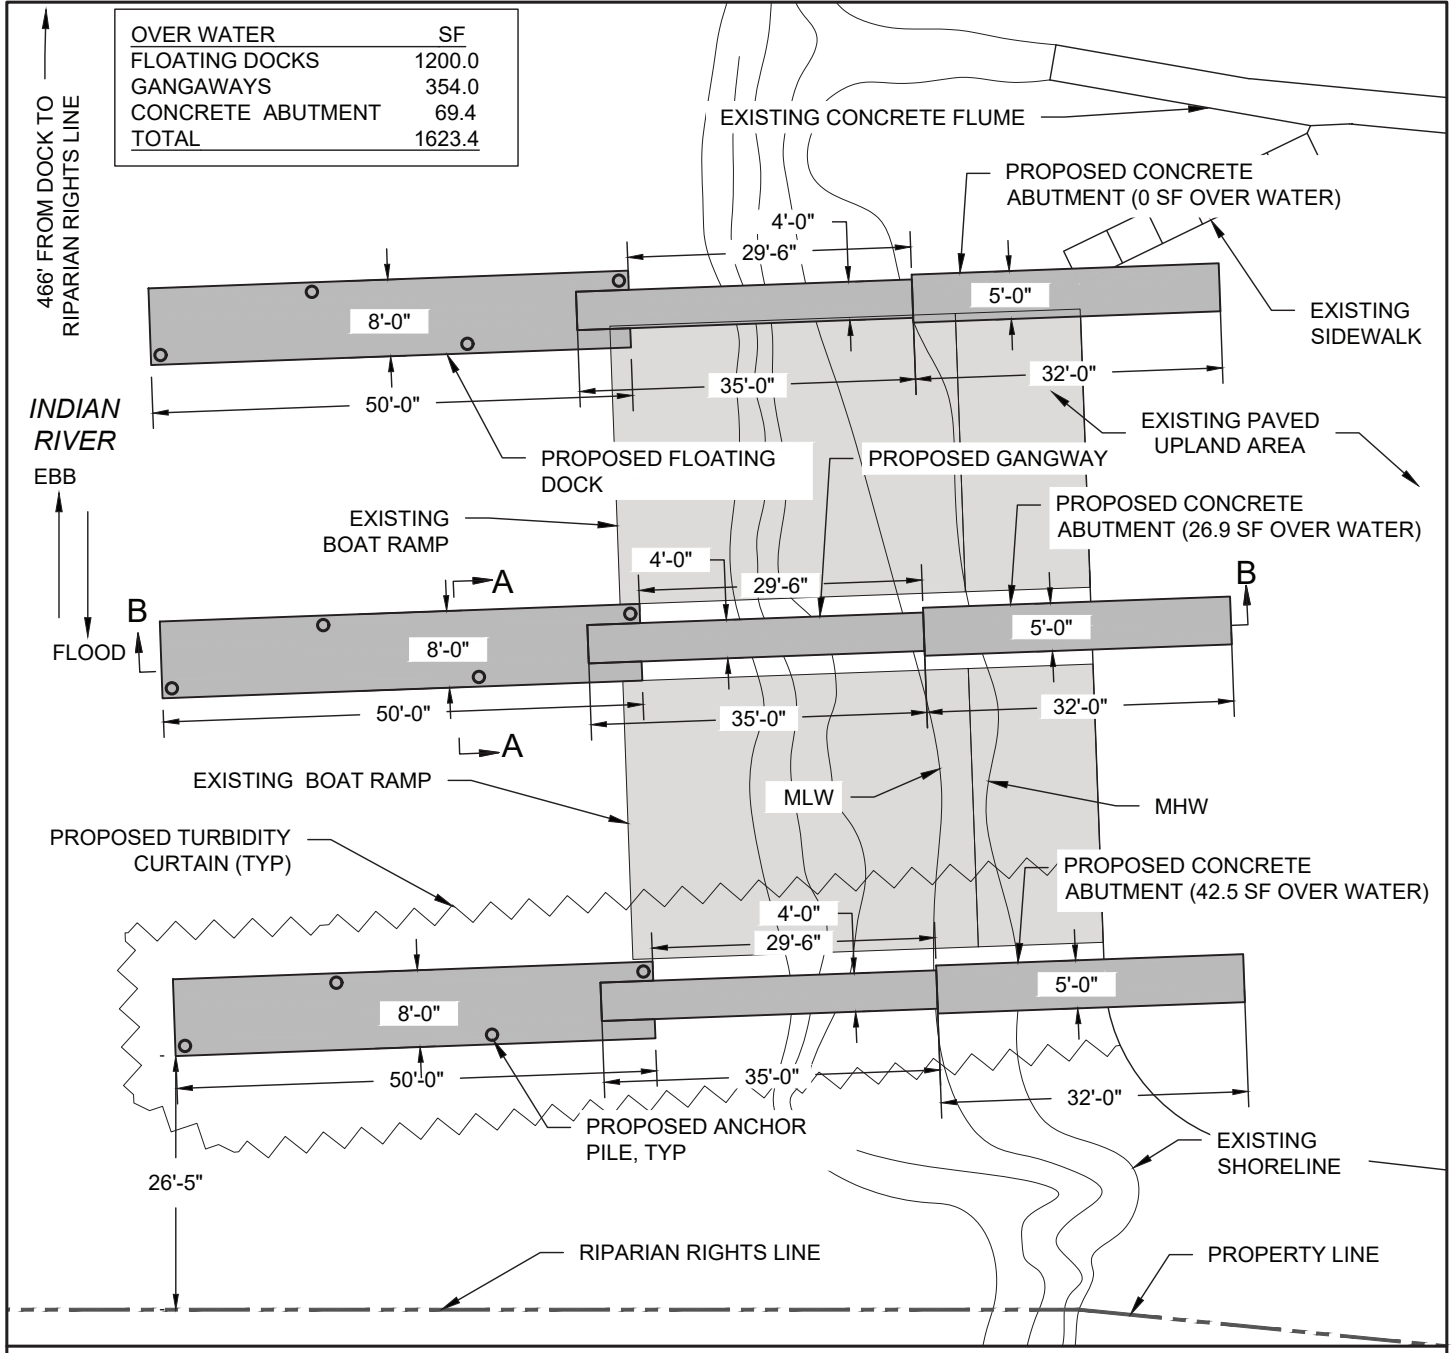 OVER WATER SF
FLOATING DOCKS 1200.0
GANGAWAYS 354.0
CONCRETE ABUTMENT 69.4
TOTAL 1623.4
466' FROM DOCK TO
RIPARIAN RIGHTS LINE
EXISTING CONCRETE FLUME
PROPOSED CONCRETE
ABUTMENT (0 SF OVER WATER)
4'-0"
29'-6"
8'-0"
5'-0"
EXISTING
SIDEWALK
50'-0"
35'-0"
32'-0"
INDIAN
RIVER
EBB
FLOOD
EXISTING PAVED
UPLAND AREA
PROPOSED FLOATING
DOCK
PROPOSED GANGWAY
EXISTING
BOAT RAMP
PROPOSED CONCRETE
ABUTMENT (26.9 SF OVER WATER)
4'-0"
29'-6"
A
B
B
8'-0"
5'-0"
50'-0"
35'-0"
32'-0"
A
EXISTING BOAT RAMP
MLW
MHW
PROPOSED TURBIDITY
CURTAIN (TYP)
PROPOSED CONCRETE
ABUTMENT (42.5 SF OVER WATER)
4'-0"
29'-6"
8'-0"
5'-0"
50'-0"
35'-0"
32'-0"
PROPOSED ANCHOR
PILE, TYP
EXISTING
SHORELINE
26'-5"
RIPARIAN RIGHTS LINE
PROPERTY LINE